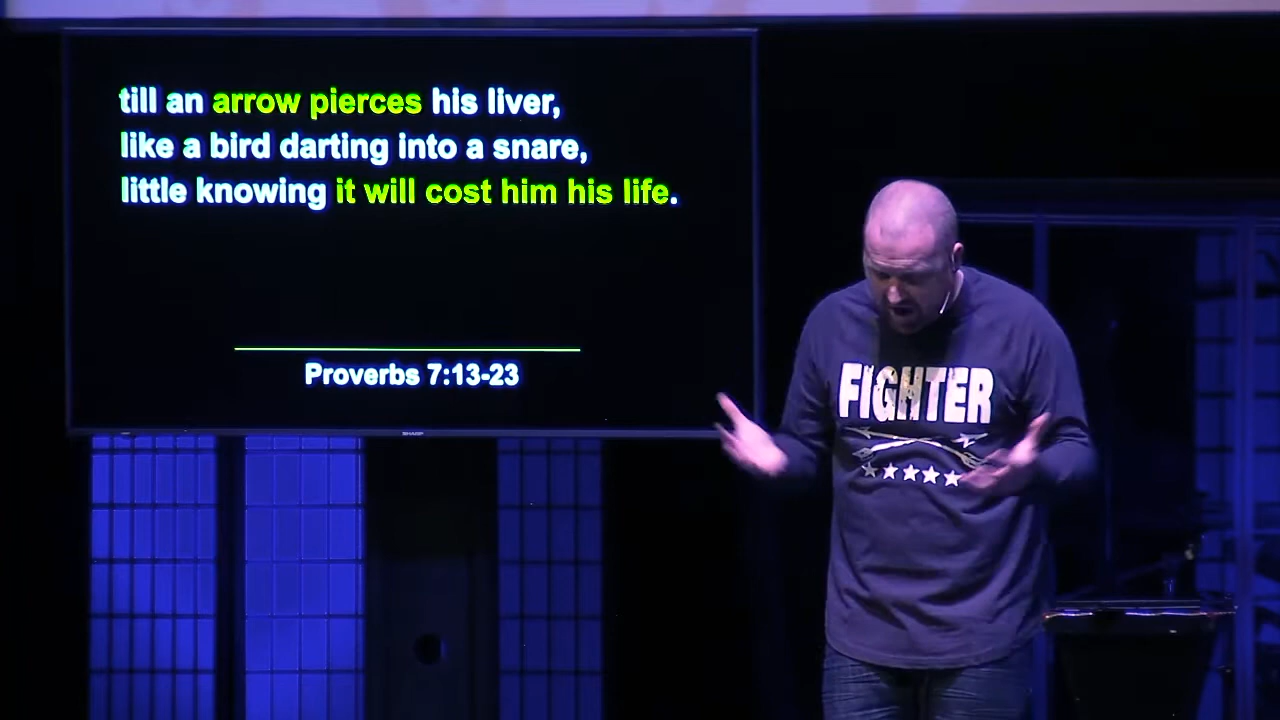 till an arrow pierces his liver,
like a bird darting into a snare,
little knowing it will cost him his life.
Proverbs 7:13-23
SHARP
FIGHTER